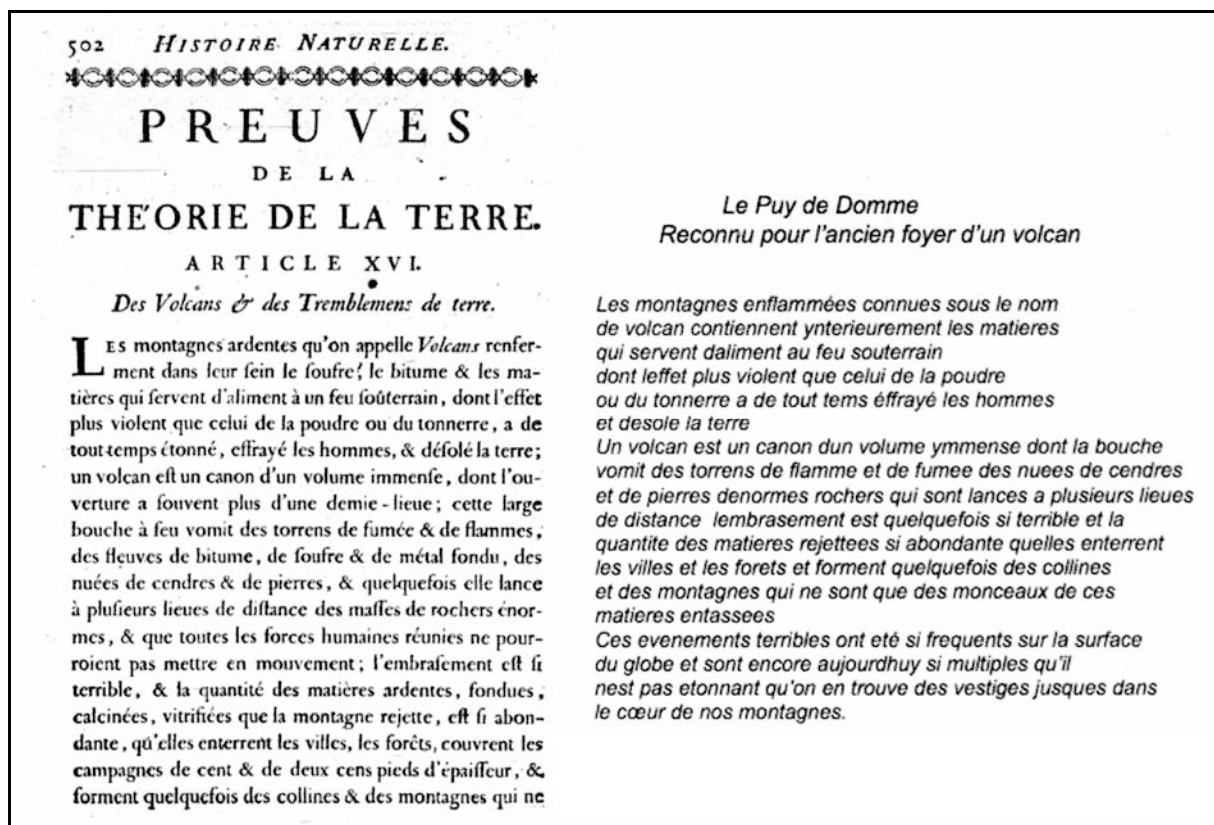 502 HISTOIRE NATURELLE.
PREUVES
DE LA
THE'ORIE DE LA TERRE.
ARTICLE XVI.
Des Volcans & des Tremblemens de terre.
LES montagnes ardentes qu'on appelle Volcans renfer-
ment dans leur ſein le ſoufre, le bitume & les ma-
tières qui ſervent d'aliment à un feu ſoûterrain, dont l'effet
plus violent que celui de la poudre ou du tonnerre, a de
tout temps étonné, effrayé les hommes, & déſolé la terre;
un volcan eſt un canon d'un volume immenſe, dont l'ou-
verture a ſouvent plus d'une demie-lieue; cette large
bouche à feu vomit des torrens de fumée & de flammes,
des fleuves de bitume, de ſoufre & de métal fondu, des
nuées de cendres & de pierres, & quelquefois elle lance
à pluſieurs lieues de diſtance des maſſes de rochers énor-
mes, & que toutes les forces humaines réunies ne pour-
roient pas mettre en mouvement; l'embraſement eſt ſi
terrible, & la quantité des matières ardentes, fondues,
calcinées, vitrifiées que la montagne rejette, eſt ſi abon-
dante, qu'elles enterrent les villes, les forêts, couvrent les
campagnes de cent & de deux cens pieds d'épaiſſeur, &
forment quelquefois des collines & des montagnes qui ne
Le Puy de Domme
Reconnu pour l'ancien foyer d'un volcan
Les montagnes enflammées connues sous le nom
de volcan contiennent ynterieurement les matieres
qui servent daliment au feu souterrain
dont leffet plus violent que celui de la poudre
ou du tonnerre a de tout tems éffrayé les hommes
et desole la terre
Un volcan est un canon dun volume ymmense dont la bouche
vomit des torrens de flamme et de fumee des nuees de cendres
et de pierres denormes rochers qui sont lances a plusieurs lieues
de distance lembrasement est quelquefois si terrible et la
quantite des matieres rejettees si abondante quelles enterrent
les villes et les forets et forment quelquefois des collines
et des montagnes qui ne sont que des monceaux de ces
matieres entassees
Ces evenements terribles ont eté si frequents sur la surface
du globe et sont encore aujourdhuy si multiples qu'il
nest pas etonnant qu'on en trouve des vestiges jusques dans
le cœur de nos montagnes.